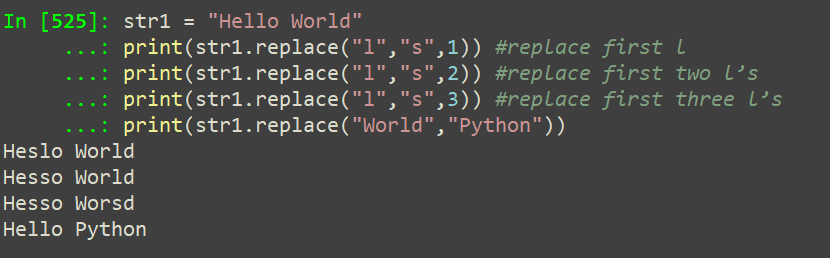 In [525]: str1 = "Hello World"
...: print(str1.replace("l","s",1)) #replace first l
...: print(str1.replace("l","s",2)) #replace first two l’s
...: print(str1.replace("l","s",3)) #replace first three l’s
...: print(str1.replace("World","Python"))
Heslo World
Hesso World
Hesso Worsd
Hello Python